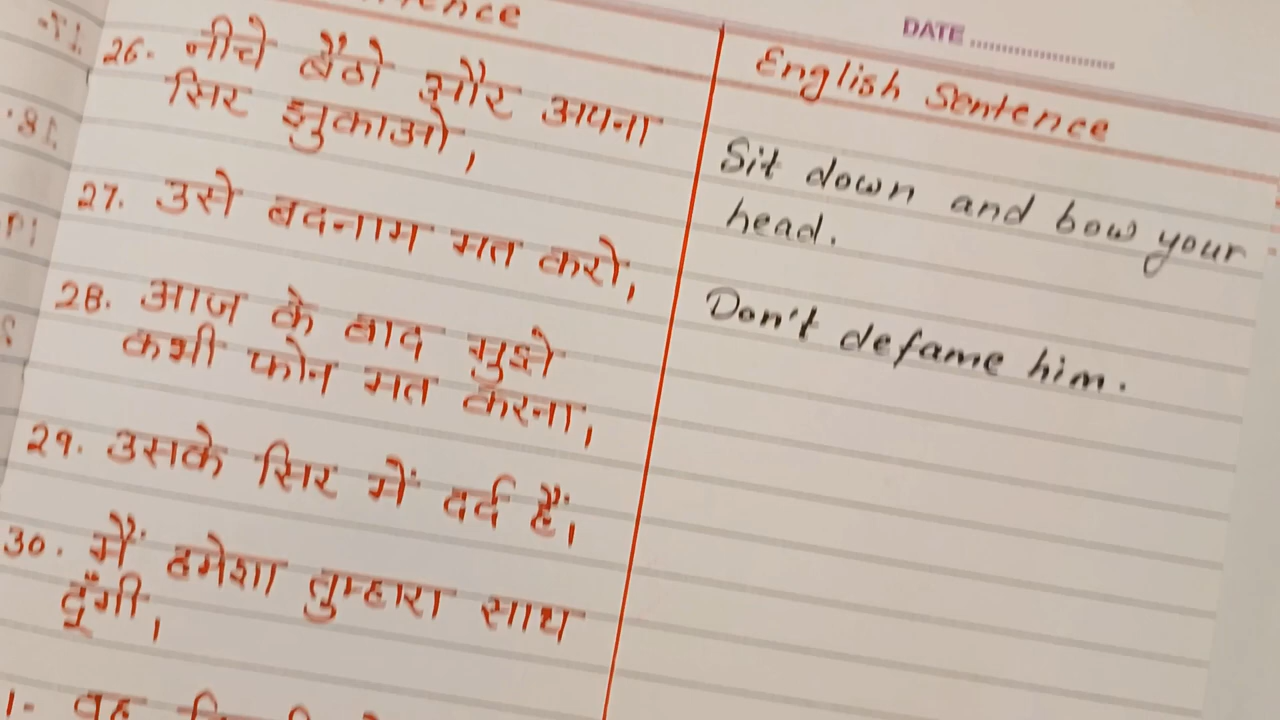 DATE
English Sentence
26. नीचे बैठो और अपना
सिर झुकाओ,
Sit down and bow your
head.
27. उसे बदनाम मत करो,
Don't defame him.
28. आज के बाद मुझे
कभी फोन मत करना,
29. उसके सिर में दर्द हैं।
30. मैं हमेशा तुम्हारा साथ
दूँगी,
वह